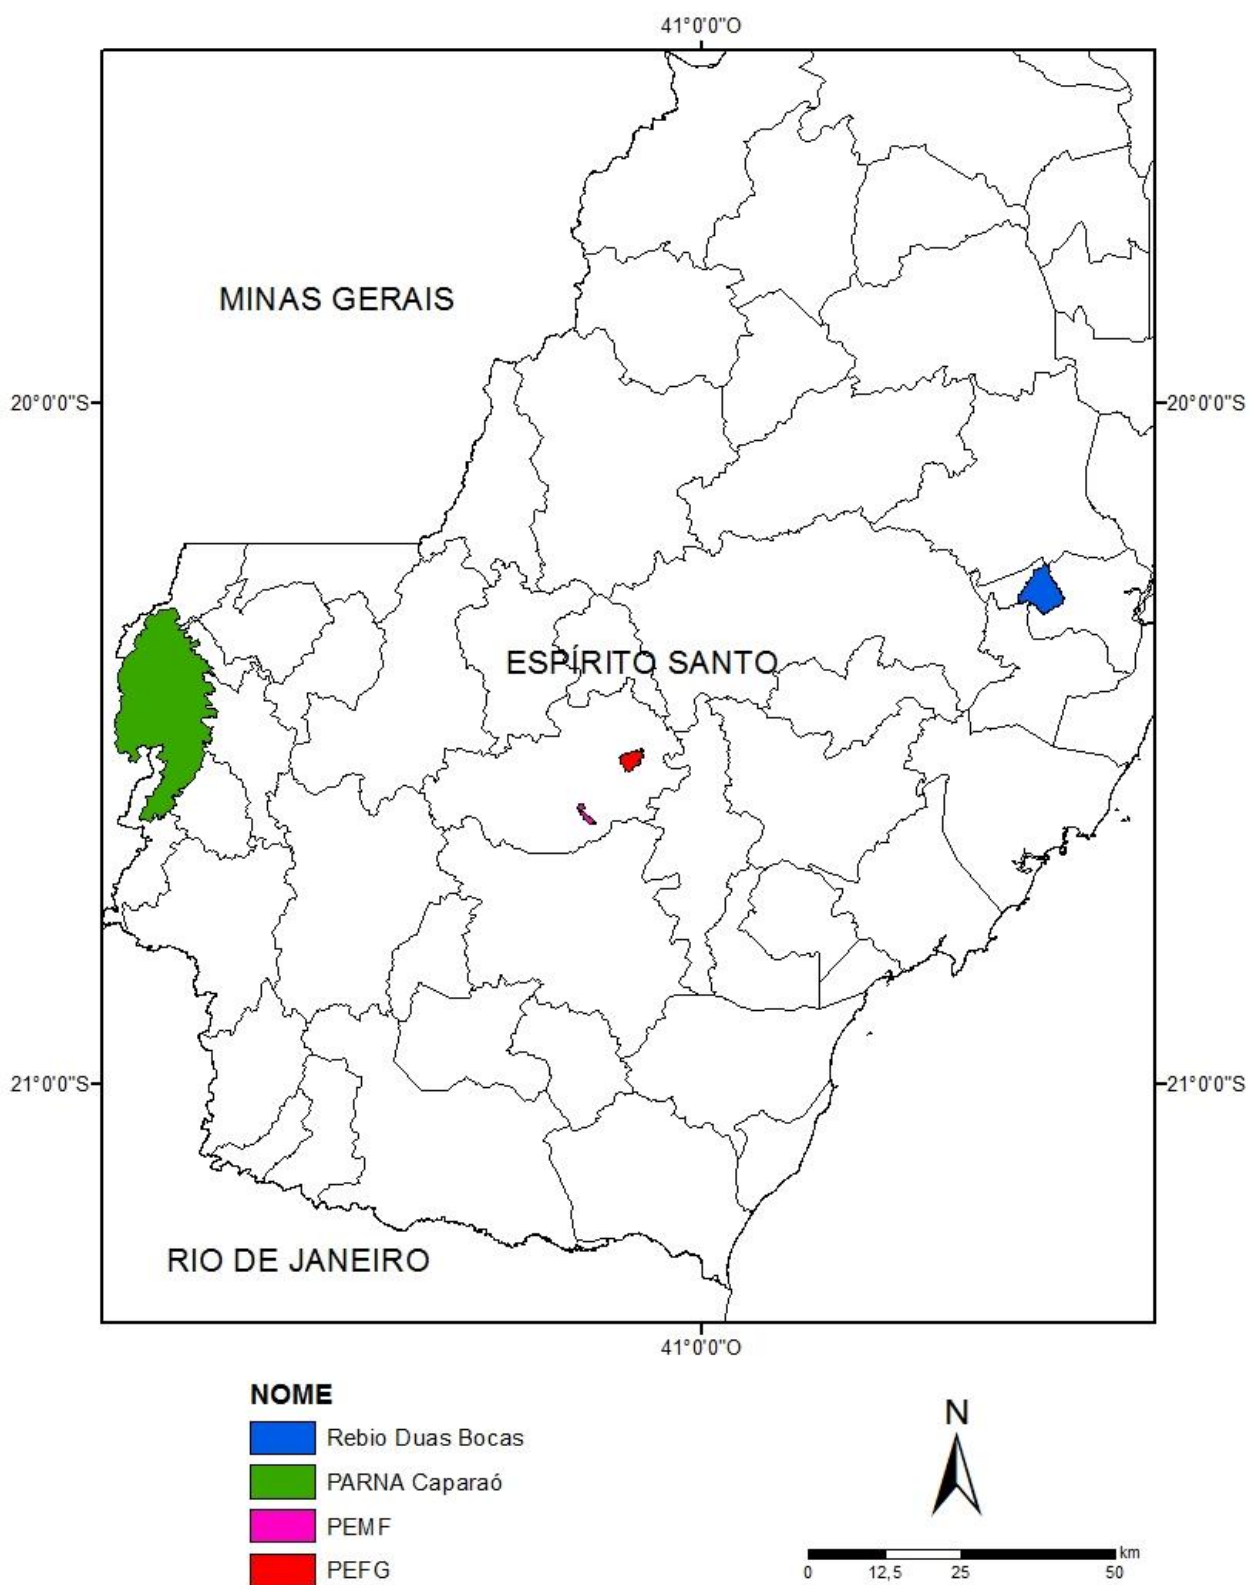 41°0'0"O
MINAS GERAIS
20°0'0"S
20°0'0"S
ESPÍRITO SANTO
21°0'0"S
21°0'0"S
RIO DE JANEIRO
41°0'0"O
NOME
Rebio Duas Bocas
PARNA Caparaó
PEMF
PEFG
N
km
0 12,5 25 50